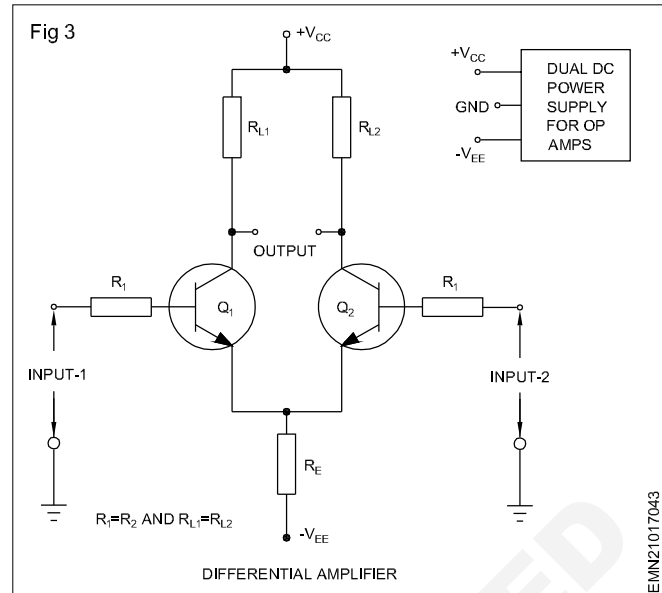 Fig 3
+VCC
RL1
RL2
+VCC
GND
-VEE
DUAL DC
POWER
SUPPLY
FOR OP
AMPS
OUTPUT
R1
Q1
Q2
R1
INPUT-1
INPUT-2
RE
R1=R2 AND RL1=RL2
-VEE
DIFFERENTIAL AMPLIFIER
EMN21017043